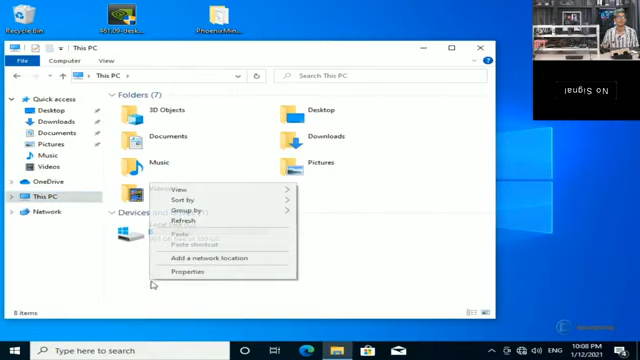 Recycle Bin
461.09-desk...
PhoenixMin...
No Signal
This PC
File
Computer
View
This PC
Search This PC
Quick access
Desktop
Downloads
Documents
Pictures
Music
Videos
OneDrive
This PC
Network
Folders (7)
3D Objects
Desktop
Documents
Downloads
Music
Pictures
Videos
View
Sort by
Group by
Refresh
Paste
Paste shortcut
Add a network location
Properties
8 items
Type here to search
ENG
10:08 PM
1/12/2021